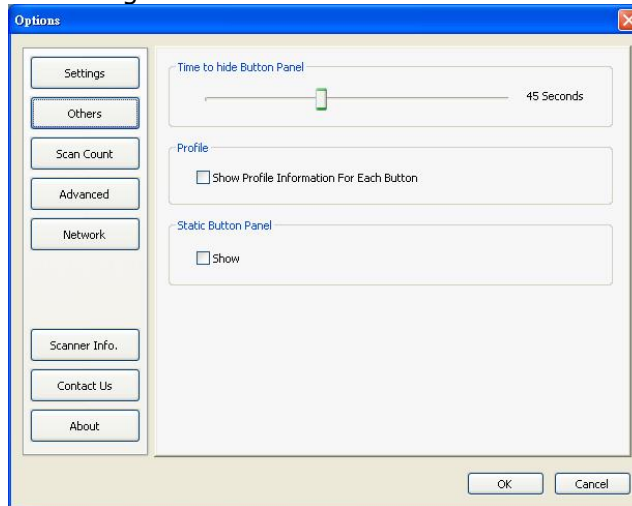 Options
Settings
Others
Scan Count
Advanced
Network
Scanner Info.
Contact Us
About
Time to hide Button Panel
45 Seconds
Profile
Show Profile Information For Each Button
Static Button Panel
Show
OK
Cancel